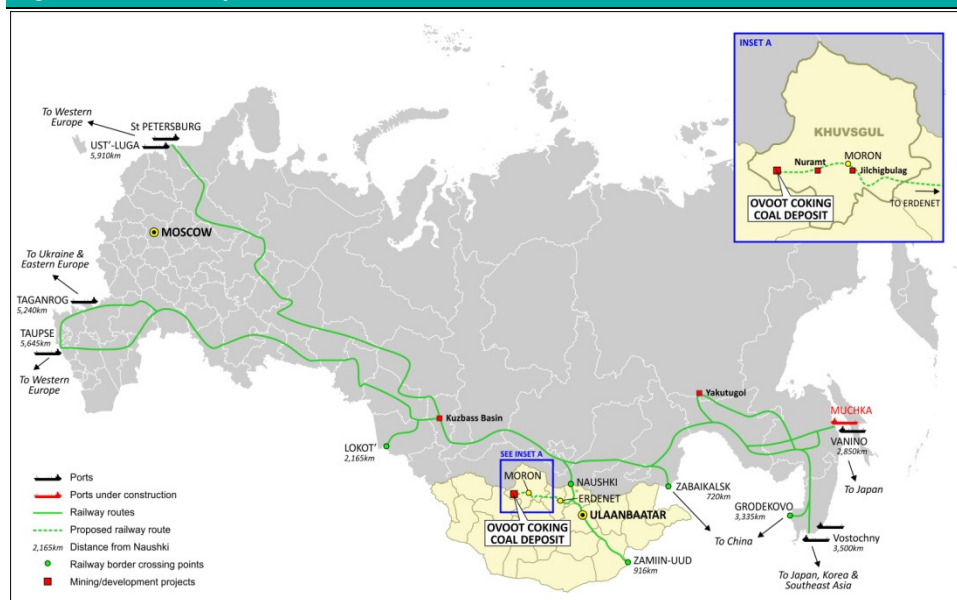 To Western
Europe
St PETERSBURG
UST'-LUGA
5,910km
MOSCOW
To Ukraine &
Eastern Europe
TAGANROG
5,240km
TAUPSE
5,645km
To Western
Europe
Kuzbass Basin
LOKOT'
2,165km
SEE INSET A
MORON
NAUSHKI
ERDENET
ULAANBAATAR
OVOOT COKING
COAL DEPOSIT
ZAMIIN-UUD
916km
ZABAIKALSK
720km
To China
Yakutugol
MUCHKA
VANINO
2,850km
To Japan
GRODEKOVO
3,335km
Vostochny
3,500km
To Japan, Korea &
Southeast Asia
INSET A
KHUVSGUL
MORON
Nuramt
Jilchigbulag
TO ERDENET
OVOOT COKING
COAL DEPOSIT
Ports
Ports under construction
Railway routes
Proposed railway route
2,165km Distance from Naushki
Railway border crossing points
Mining/development projects